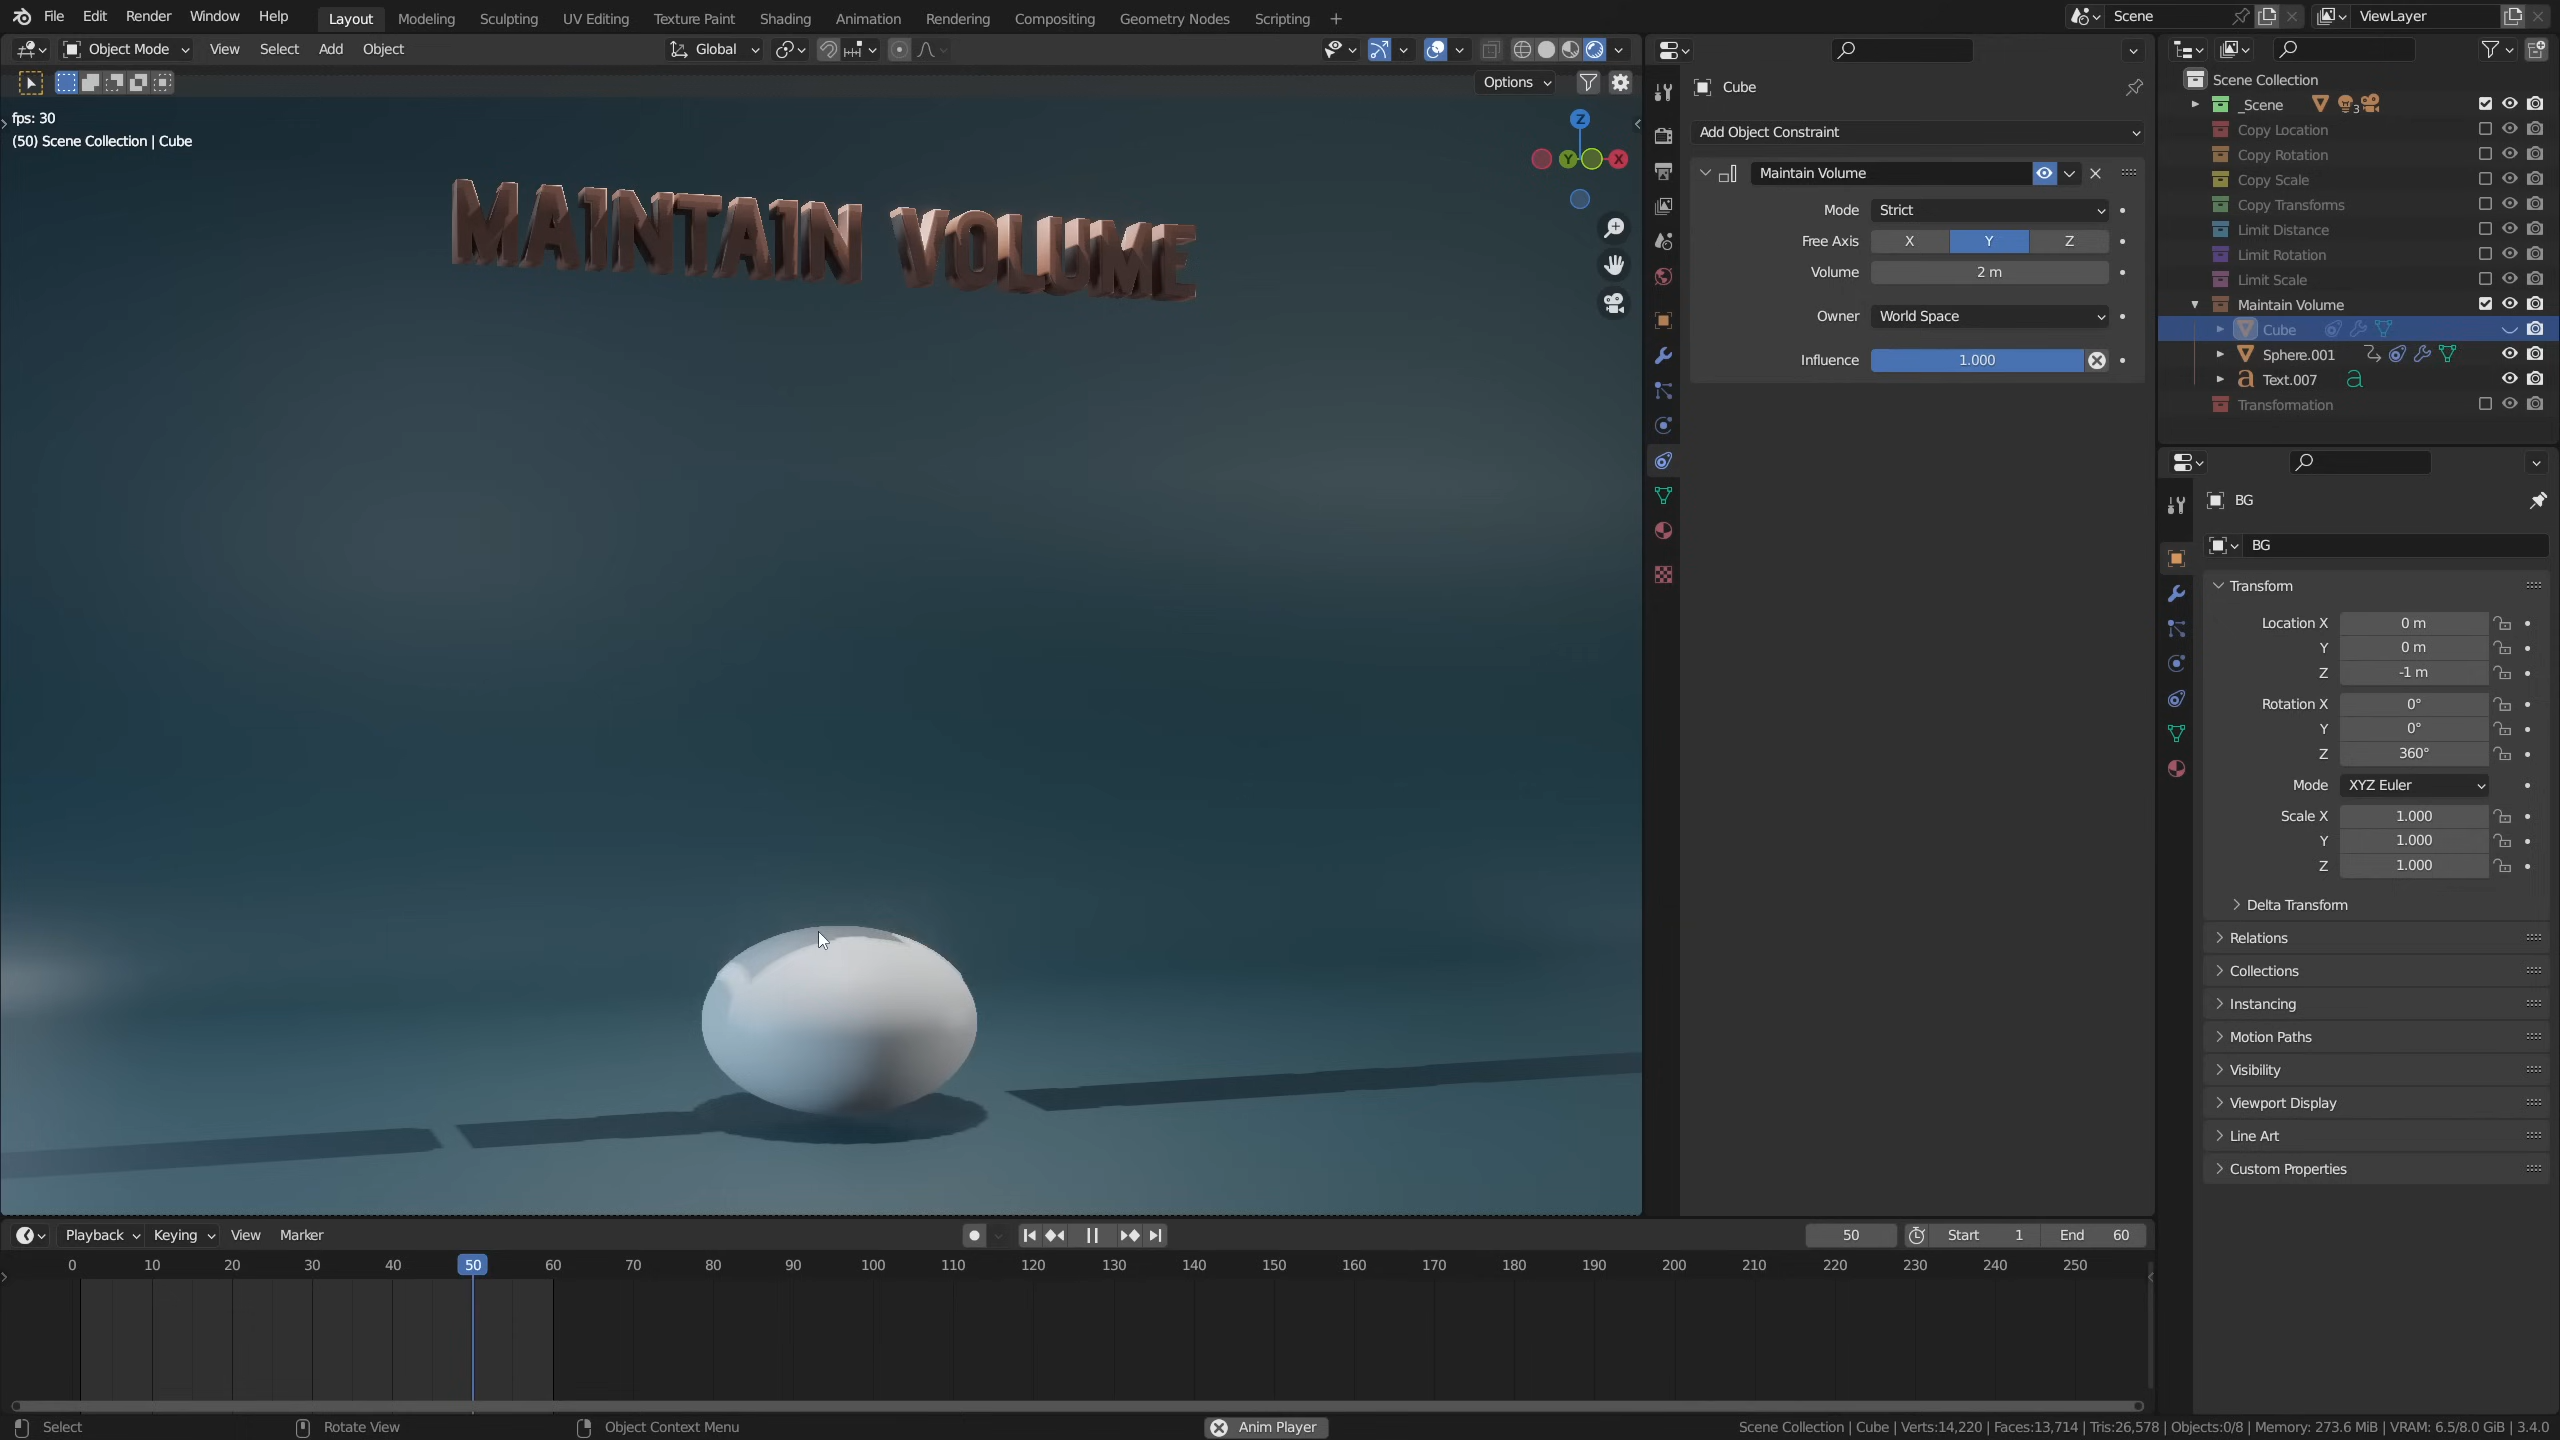 File Edit Render Window Help Layout Modeling Sculpting UV Editing Texture Paint Shading Animation Rendering Compositing Geometry Nodes Scripting +
Scene
ViewLayer
Object Mode View Select Add Object
Global
Options
fps: 30
(50) Scene Collection | Cube
MAINTAIN VOLUME
Z
Y
X
Cube
Add Object Constraint
Maintain Volume
Mode Strict
Free Axis X Y Z
Volume 2 m
Owner World Space
Influence 1.000
Scene Collection
_Scene 3
Copy Location
Copy Rotation
Copy Scale
Copy Transforms
Limit Distance
Limit Rotation
Limit Scale
Maintain Volume
Cube
Sphere.001
Text.007
Transformation
BG
BG
Transform
Location X 0 m
Y 0 m
Z -1 m
Rotation X 0°
Y 0°
Z 360°
Mode XYZ Euler
Scale X 1.000
Y 1.000
Z 1.000
Delta Transform
Relations
Collections
Instancing
Motion Paths
Visibility
Viewport Display
Line Art
Custom Properties
Playback Keying View Marker
50
Start 1
End 60
0 10 20 30 40 50 60 70 80 90 100 110 120 130 140 150 160 170 180 190 200 210 220 230 240 250
Select
Rotate View
Object Context Menu
Anim Player
Scene Collection | Cube | Verts:14,220 | Faces:13,714 | Tris:26,578 | Objects:0/8 | Memory: 273.6 MiB | VRAM: 6.5/8.0 GiB | 3.4.0